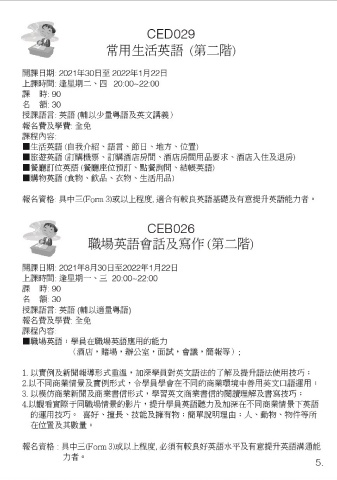 CED029
常用生活英語 (第二階)
開課日期: 2021年30日至 2022年1月22日
上課時間: 逢星期二、四 20:00~22:00
課 時: 90
名 額: 30
授課語言: 英語 (輔以少量粵語及英文講義)
報名費及學費: 全免
課程內容:
■生活英語 (自我介紹、語言、節日、地方、位置)
■旅遊英語 (訂購機票、訂購酒店房間、酒店房間用品要求、酒店入住及退房)
■餐廳訂位英語 (餐廳座位預訂、點餐詢問、結帳英語)
■購物英語 (食物、飲品、衣物、生活用品)
報名資格: 具中三(Form 3)或以上程度, 適合有較良英語基礎及有意提升英語能力者。
CEB026
職場英語會話及寫作 (第二階)
開課日期: 2021年8月30日至2022年1月22日
上課時間: 逢星期一、三 20:00~22:00
課 時: 90
名 額: 30
授課語言: 英語 (輔以適量粵語)
報名費及學費: 全免
課程內容
■職場英語：學員在職場英語應用的能力
(酒店，賭場，辦公室，面試，會議，簡報等)；
1. 以實例及新聞報導形式重溫，加深學員對英文語法的了解及提升語法使用技巧；
2.以不同商業情景及實例形式，令學員學會在不同的商業環境中善用英文口語運用；
3. 以模仿商業新聞及商業書信形式，學習英文商業書信的閱讀理解及書寫技巧；
4.以觀看實際于同職場情景的影片，提升學員英語聽力及加深在不同商業情景下英語
的運用技巧。 喜好、擅長、技能及擁有物；簡單說明理由；人、動物、物件等所
在位置及其數量。
報名資格 : 具中三(Form 3)或以上程度, 必須有較良好英語水平及有意提升英語溝通能
力者。
5.